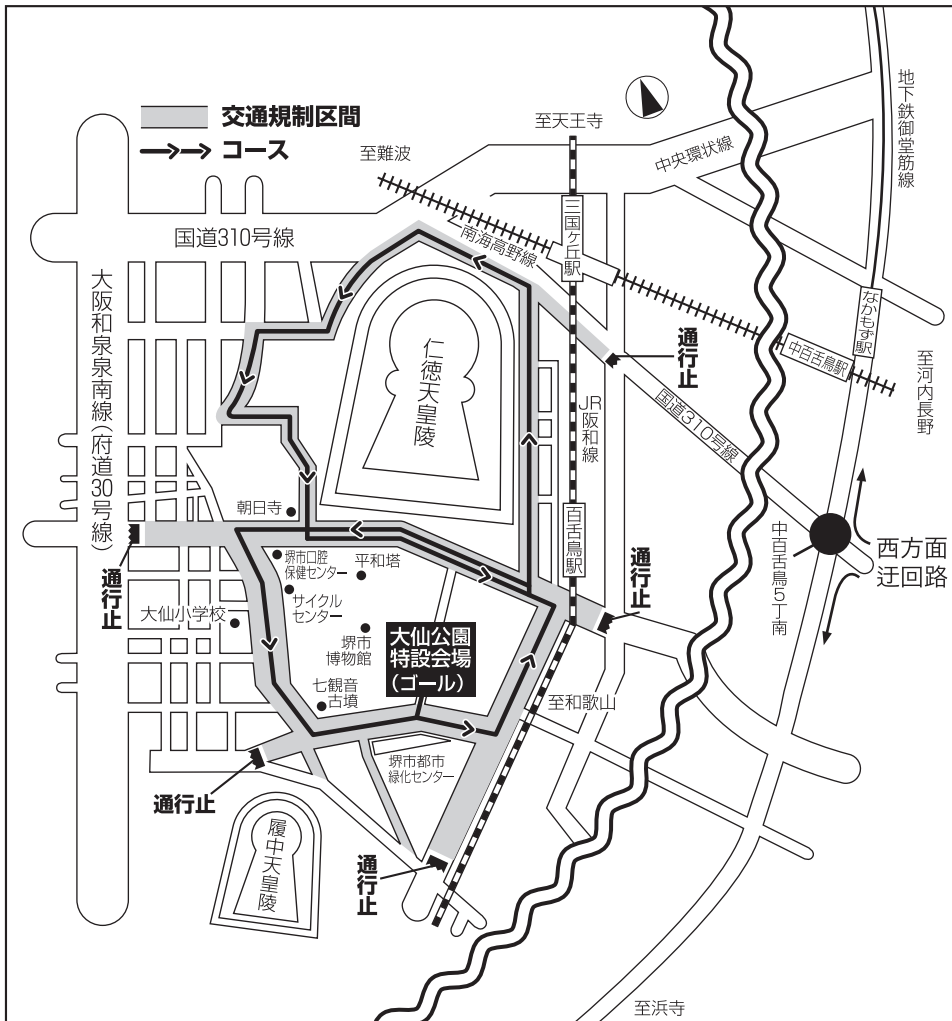 交通規制区間
コース
至難波
至天王寺
中央環状線
地下鉄御堂筋線
国道310号線
南海高野線
三国ヶ丘駅
大阪和泉泉南線(府道30号線)
仁徳天皇陵
通行止
中百舌鳥駅
なかもず駅
至河内長野
JR阪和線
国道310号線
百舌鳥駅
朝日寺
通行止
堺市口腔
保健センター
平和塔
サイクル
センター
大仙小学校
堺市
博物館
大仙公園
特設会場
(ゴール)
通行止
中百舌鳥5丁南
西方面
迂回路
七観音
古墳
至和歌山
堺市都市
緑化センター
通行止
履中天皇陵
通行止
至浜寺